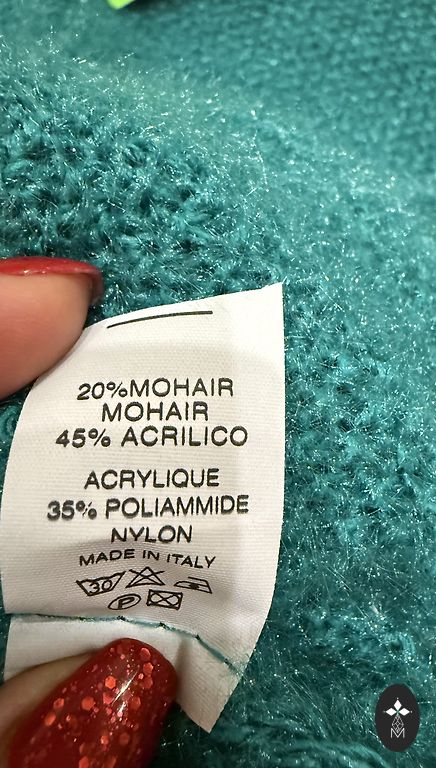 20%MOHAIR
MOHAIR
45% ACRILICO
ACRYLIQUE
35% POLIAMMIDE
NYLON
MADE IN ITALY
30
P
M